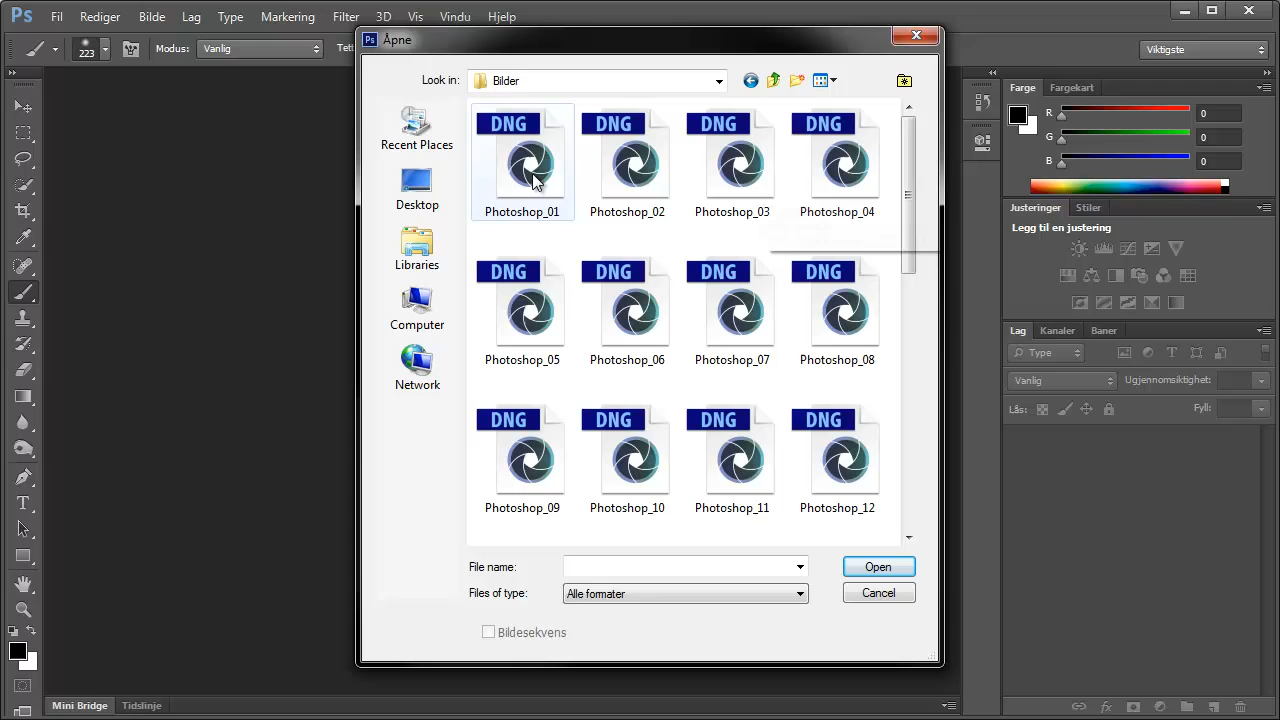 Ps Fil Rediger Bilde Lag Type Markering Filter 3D Vis Vindu Hjelp
223 Modus: Vanlig Tett Viktigste
Ps Åpne
Look in: Bilder
Recent Places
Desktop
Libraries
Computer
Network
DNG DNG DNG DNG
Photoshop_01 Photoshop_02 Photoshop_03 Photoshop_04
DNG DNG DNG DNG
Photoshop_05 Photoshop_06 Photoshop_07 Photoshop_08
DNG DNG DNG DNG
Photoshop_09 Photoshop_10 Photoshop_11 Photoshop_12
File name: Open
Files of type: Alle formater Cancel
Bildesekvens
Farge Fargekart
R 0
G 0
B 0
Justeringer Stiler
Legg til en justering
Lag Kanaler Baner
Type T
Vanlig Ugjennomsiktighet:
Lås: Fyll:
fx
T
Mini Bridge Tidslinje